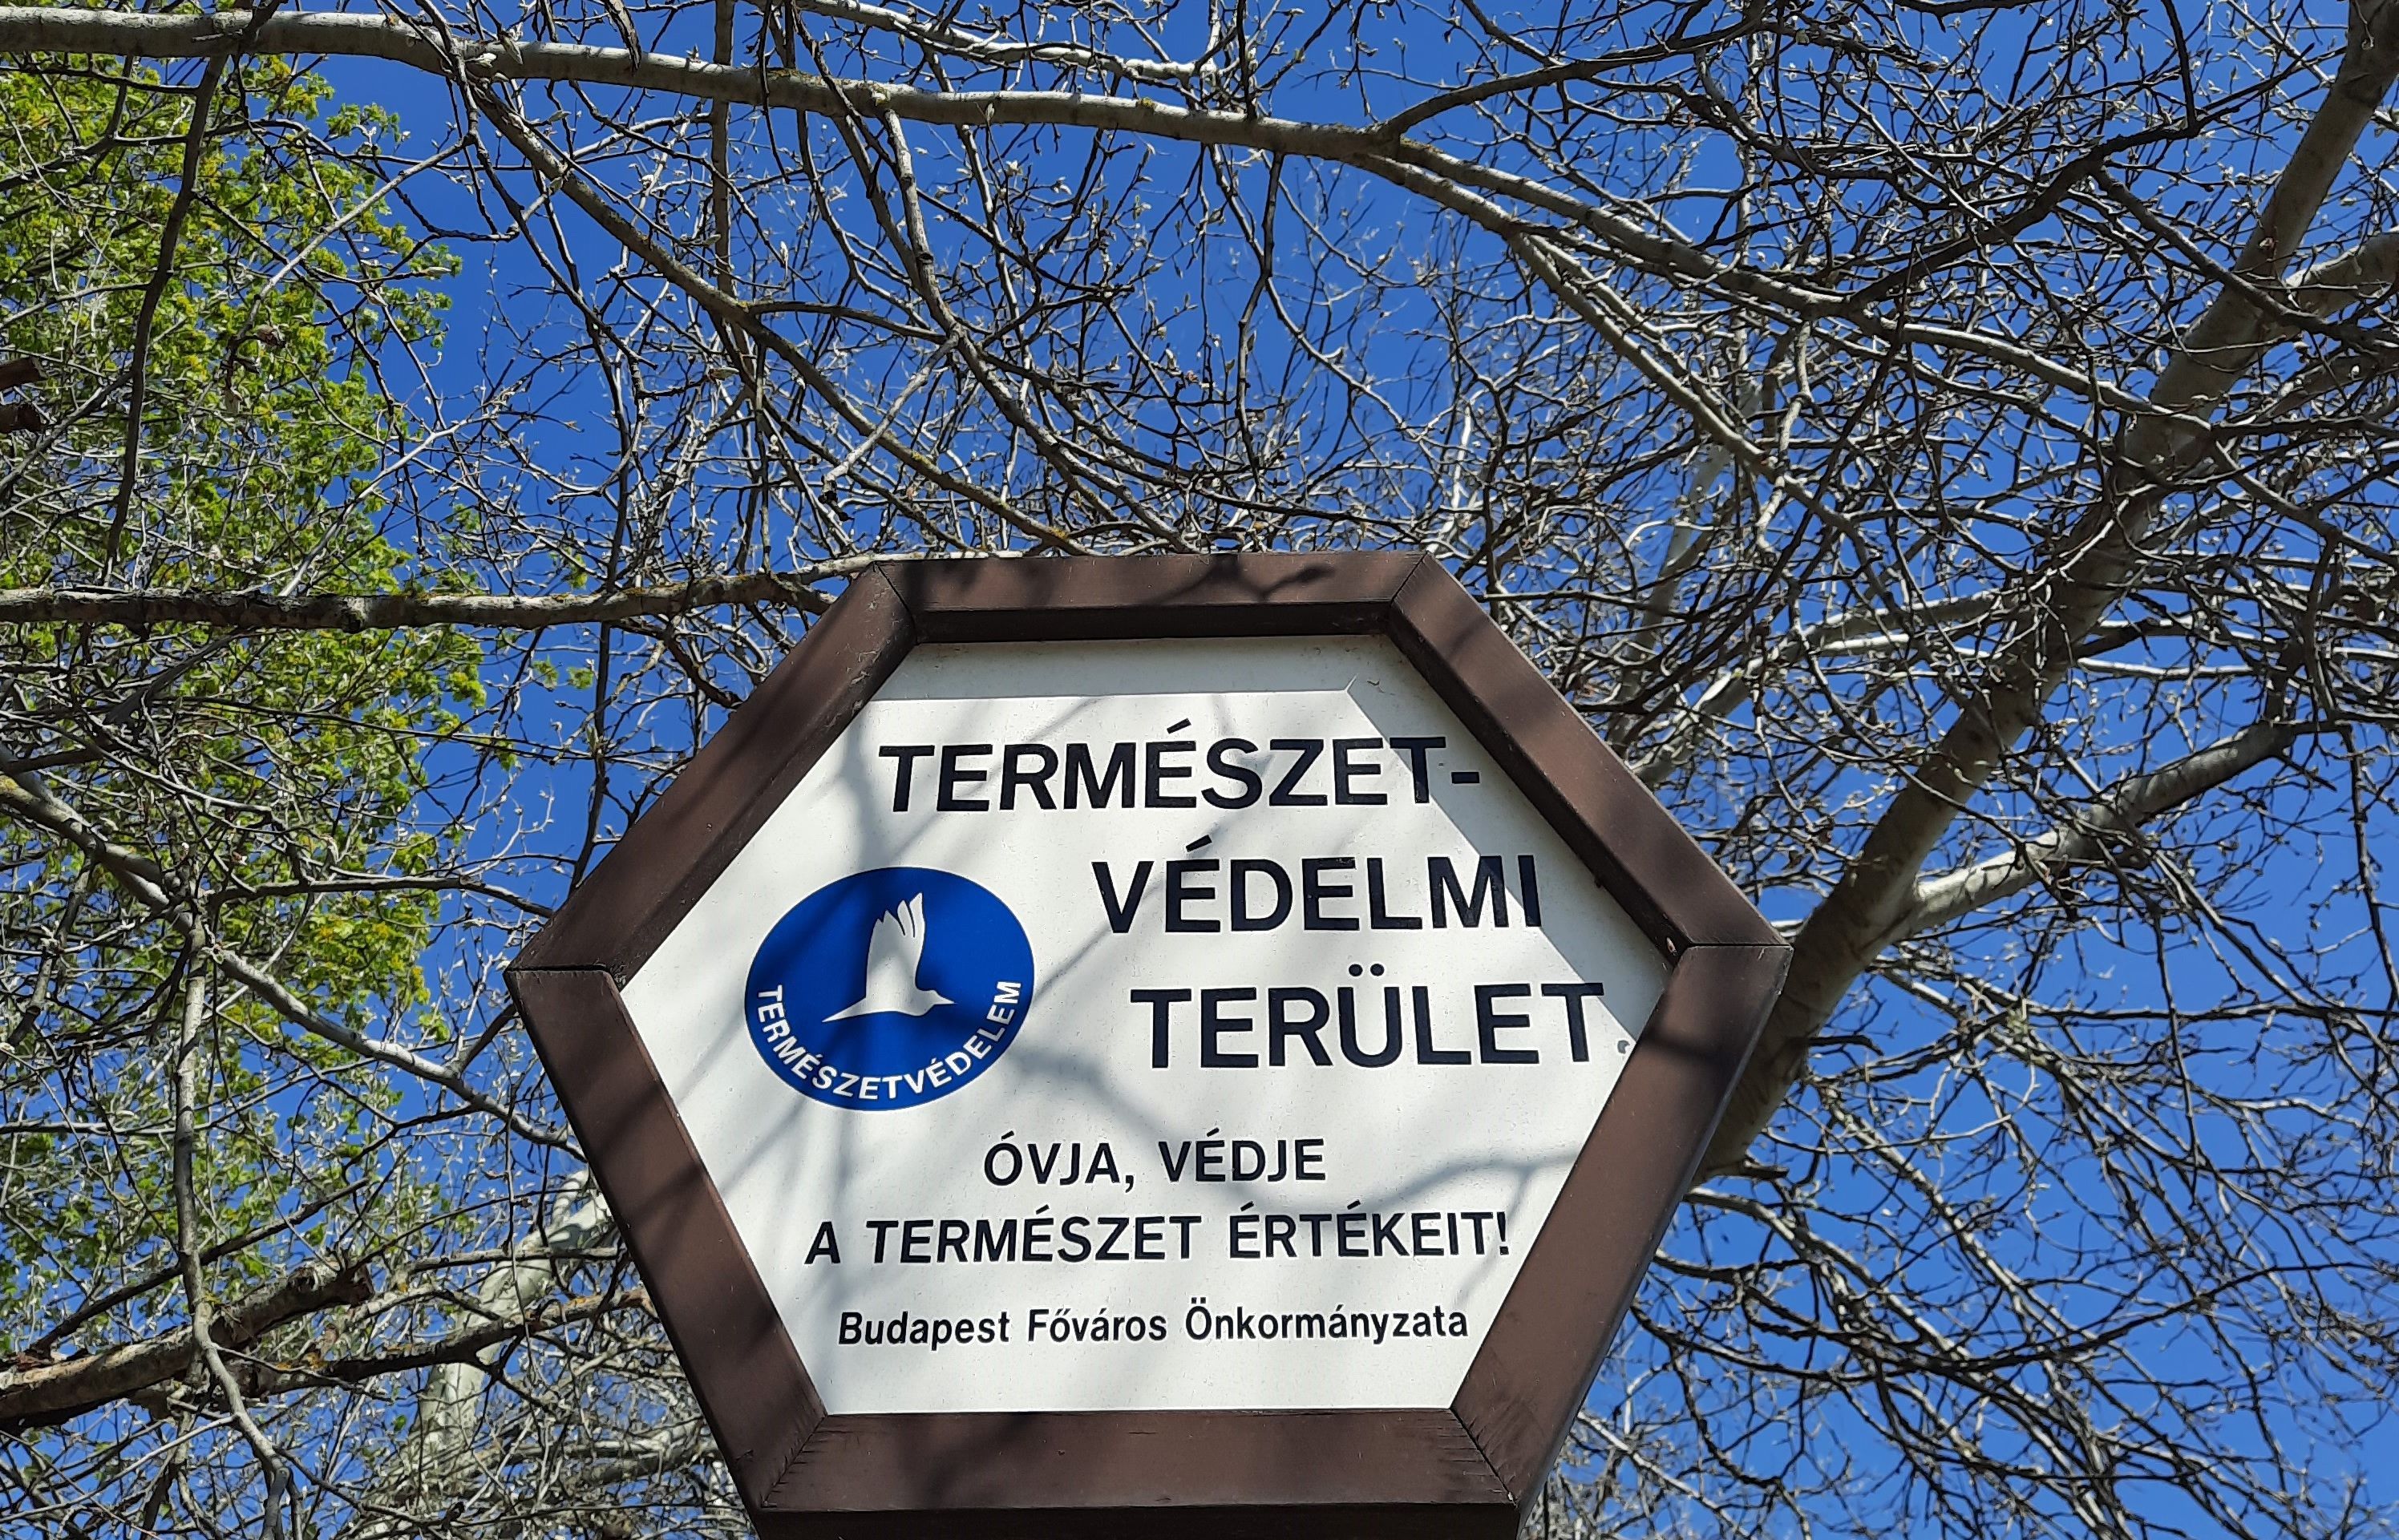 TERMÉSZET-
VÉDELMI
TERÜLET
TERMÉSZETVÉDELEM
ÓVJA, VÉDJE
A TERMÉSZET ÉRTÉKEIT!
Budapest Főváros Önkormányzata